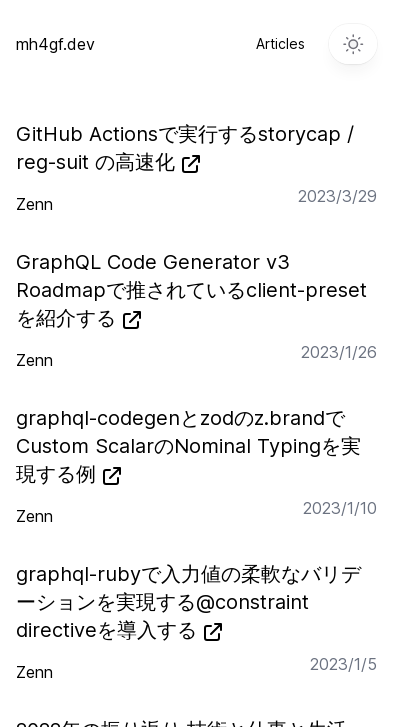 mh4gf.dev
Articles
GitHub Actionsで実行するstorycap /
reg-suit の高速化
Zenn
2023/3/29
GraphQL Code Generator v3
Roadmapで推されているclient-preset
を紹介する
Zenn
2023/1/26
graphql-codegenとzodのz.brandで
Custom ScalarのNominal Typingを実
現する例
Zenn
2023/1/10
graphql-rubyで入力値の柔軟なバリデ
ーションを実現する@constraint
directiveを導入する
Zenn
2023/1/5